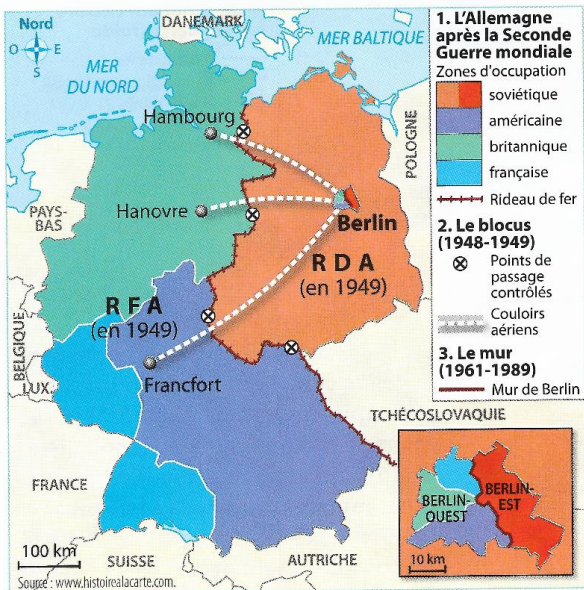 Nord
O
E
S
DANEMARK
MER BALTIQUE
MER
DU NORD
Hambourg
POLOGNE
PAYS-
BAS
Hanovre
Berlin
R D A
(en 1949)
R F A
(en 1949)
BELGIQUE
LUX.
Francfort
TCHÉCOSLOVAQUIE
FRANCE
SUISSE
AUTRICHE
100 km
Source : www.histoirealacarte.com.
1. L'Allemagne
après la Seconde
Guerre mondiale
Zones d'occupation
soviétique
américaine
britannique
française
Rideau de fer
2. Le blocus
(1948-1949)
Points de
passage
contrôlés
Couloirs
aériens
3. Le mur
(1961-1989)
Mur de Berlin
BERLIN-
OUEST
BERLIN-
EST
10 km